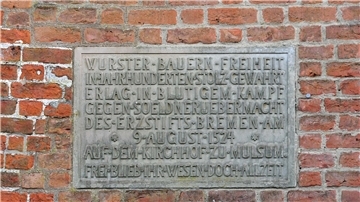 WURSTER-BAUERN-FREIHEIT
IN-JAHRHUNDERTEN-STOLZ-GEWAHRT
ERLAG-IN-BLUTIGEM-KAMPF
GEGEN-SOELDNERUEBERMACHT
DES-ERZSTIFTS-BREMEN-AM
9-AUGUST-1524
AUF-DEM-KIRCHHOF-ZU-MULSUM
FREI-BLIEB-IHR-WESEN-DOCH-ALLZEIT